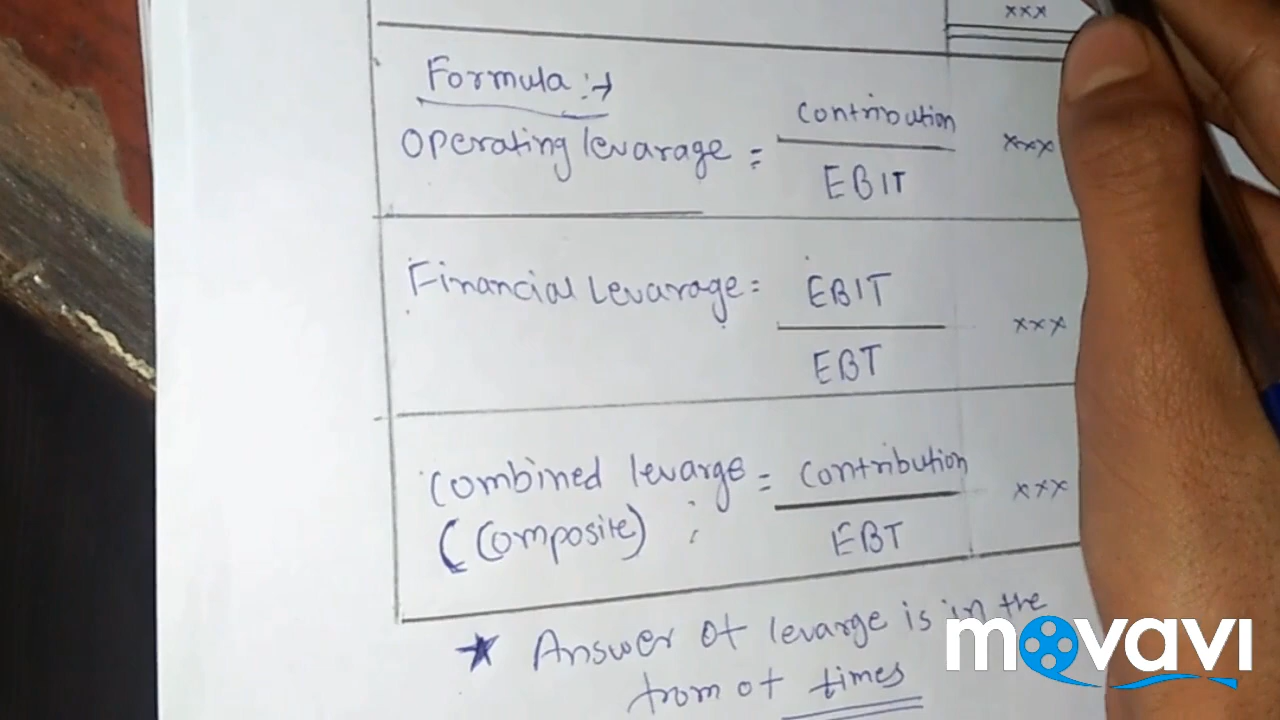 xxx
Formula :→
Operating levarage = Contribution / EBIT xxx
Financial Levarage = EBIT / EBT xxx
Combined levarge = Contribution / EBT xxx
(Composite) :
★ Answer of levarge is in the
from of times
movavi